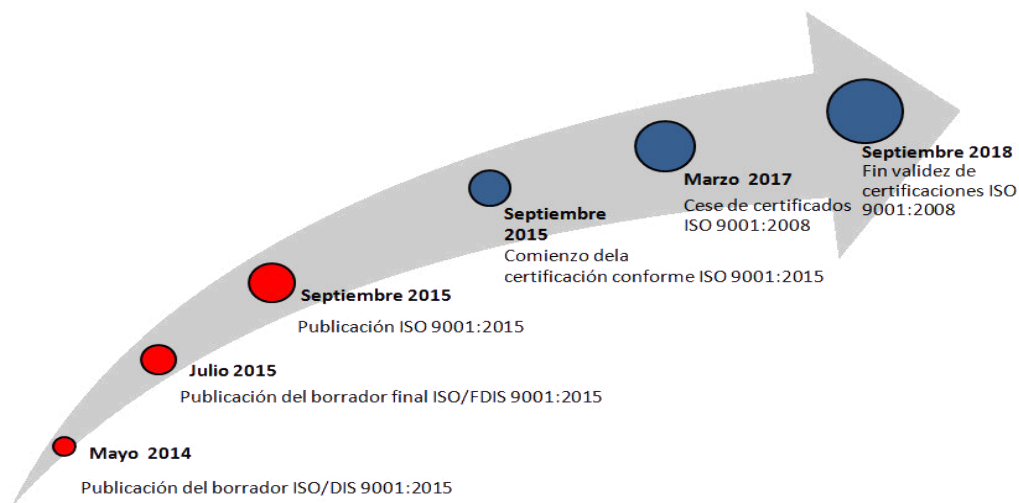 Mayo 2014
Publicación del borrador ISO/DIS 9001:2015
Julio 2015
Publicación del borrador final ISO/FDIS 9001:2015
Septiembre 2015
Publicación ISO 9001:2015
Septiembre
2015
Comienzo dela
certificación conforme ISO 9001:2015
Marzo 2017
Cese de certificados
ISO 9001:2008
Septiembre 2018
Fin validez de
certificaciones ISO
9001:2008